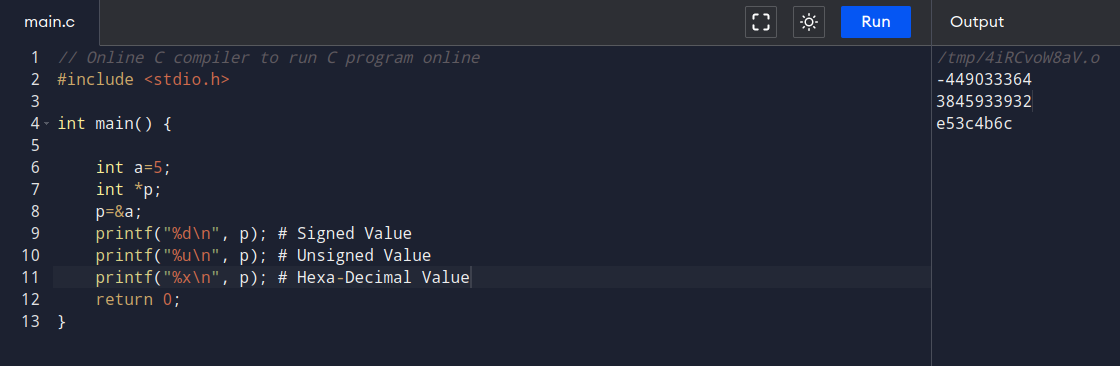 main.c
Run
Output
1 // Online C compiler to run C program online
2 #include <stdio.h>
3
4 int main() {
5
6 int a=5;
7 int *p;
8 p=&a;
9 printf("%d\n", p); # Signed Value
10 printf("%u\n", p); # Unsigned Value
11 printf("%x\n", p); # Hexa-Decimal Value
12 return 0;
13 }
/tmp/4iRCvoW8aV.o
-449033364
3845933932
e53c4b6c